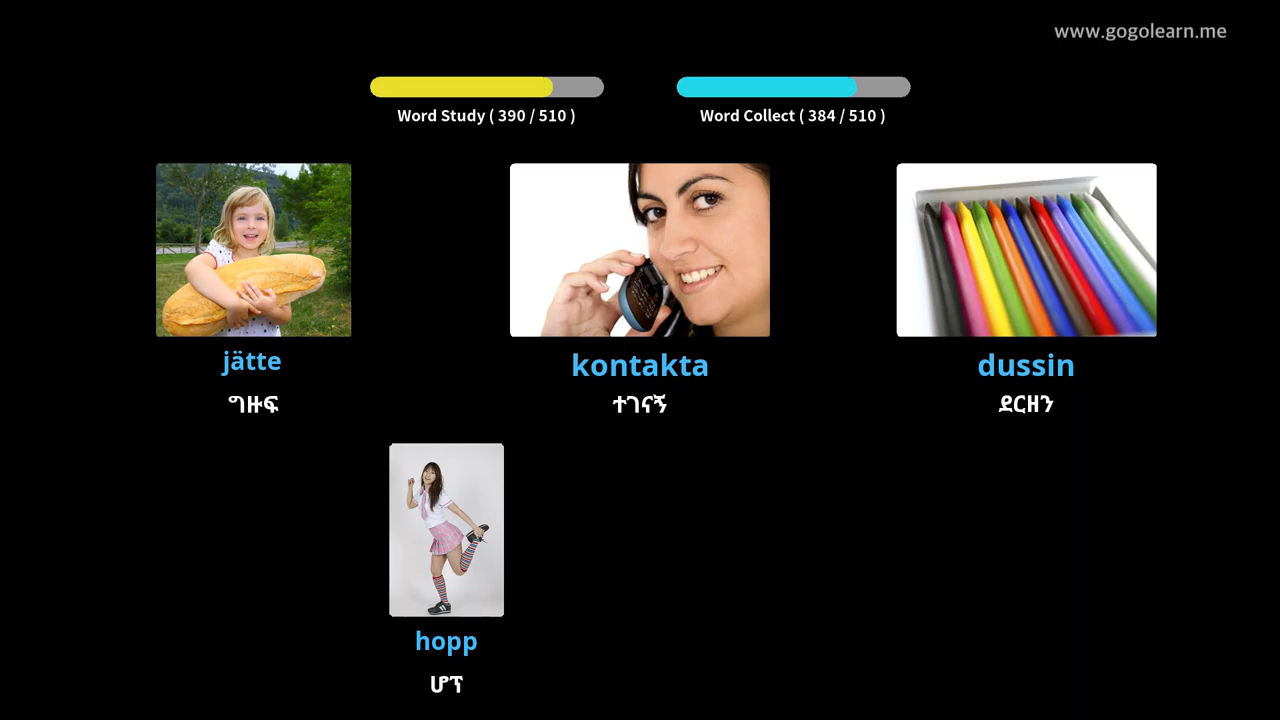 www.gogolearn.me
Word Study ( 390 / 510 )
Word Collect ( 384 / 510 )
jätte
ግዙፍ
kontakta
ተገናኝ
dussin
ደርዘን
hopp
ሆፕ